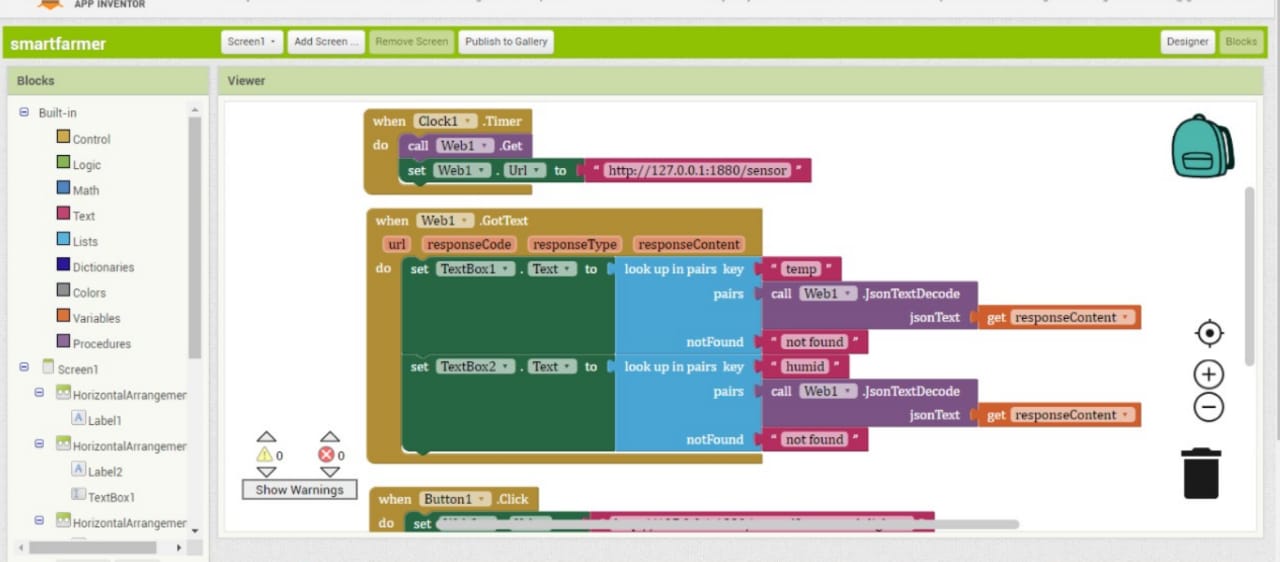 APP INVENTOR
smartfarmer
Screen1
Add Screen ...
Remove Screen
Publish to Gallery
Designer
Blocks
Blocks
Viewer
Built-in
Control
Logic
Math
Text
Lists
Dictionaries
Colors
Variables
Procedures
Screen1
HorizontalArrangemer
Label1
HorizontalArrangemer
Label2
TextBox1
HorizontalArrangemer
when Clock1 .Timer
do call Web1 .Get
set Web1 . Url to " http://127.0.0.1:1880/sensor "
when Web1 .GotText
url responseCode responseType responseContent
do set TextBox1 . Text to look up in pairs key " temp "
pairs call Web1 .JsonTextDecode
jsonText get responseContent
notFound " not found "
set TextBox2 . Text to look up in pairs key " humid "
pairs call Web1 .JsonTextDecode
jsonText get responseContent
notFound " not found "
0 0
Show Warnings
when Button1 .Click
do set